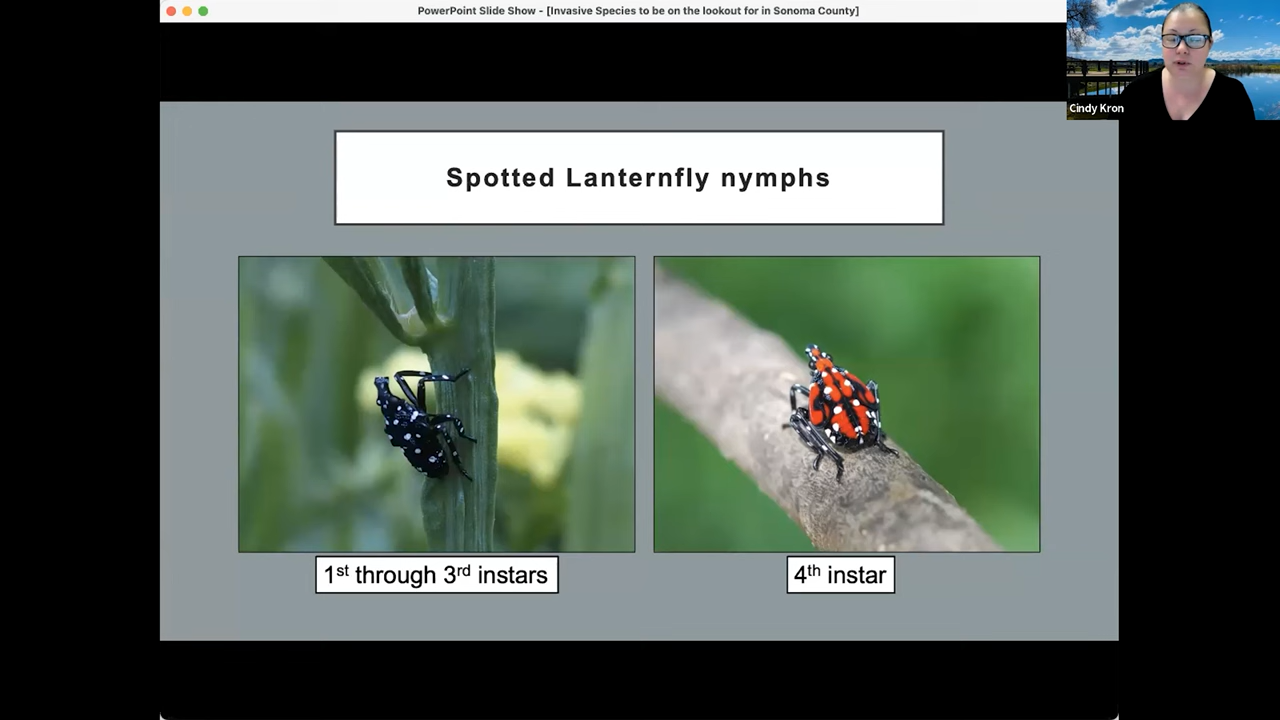 PowerPoint Slide Show - [Invasive Species to be on the lookout for in Sonoma County]
Cindy Kron
Spotted Lanternfly nymphs
1st through 3rd instars
4th instar